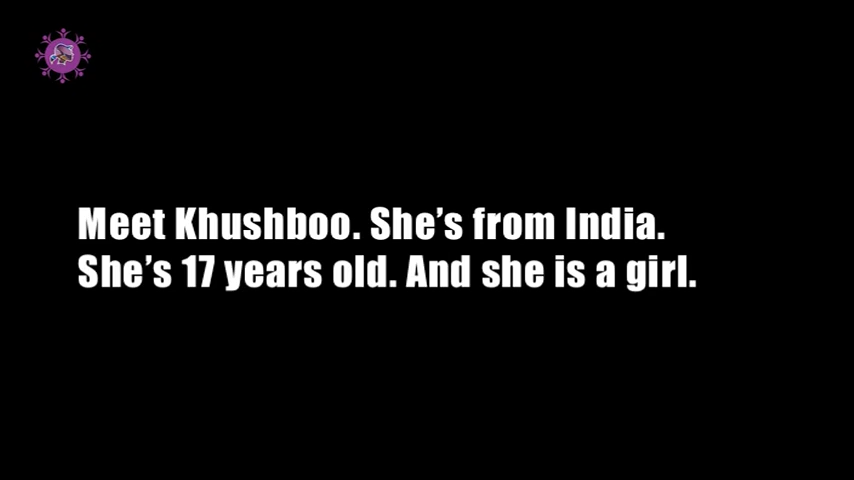 Meet Khushboo. She’s from India.
She’s 17 years old. And she is a girl.